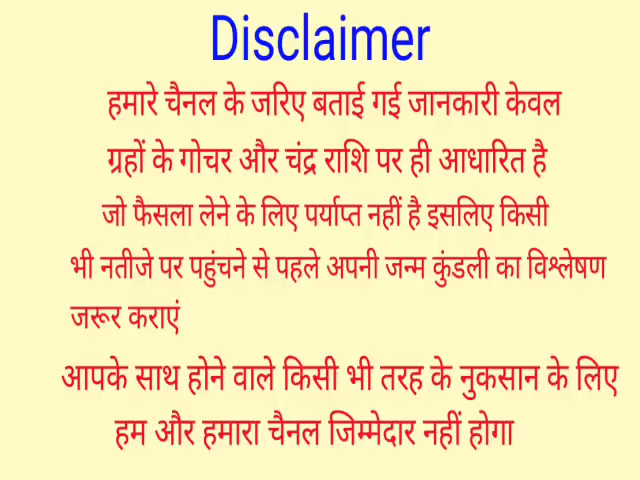 Disclaimer
हमारे चैनल के जरिए बताई गई जानकारी केवल
ग्रहों के गोचर और चंद्र राशि पर ही आधारित है
जो फैसला लेने के लिए पर्याप्त नहीं है इसलिए किसी
भी नतीजे पर पहुंचने से पहले अपनी जन्म कुंडली का विश्लेषण
जरूर कराएं
आपके साथ होने वाले किसी भी तरह के नुकसान के लिए
हम और हमारा चैनल जिम्मेदार नहीं होगा